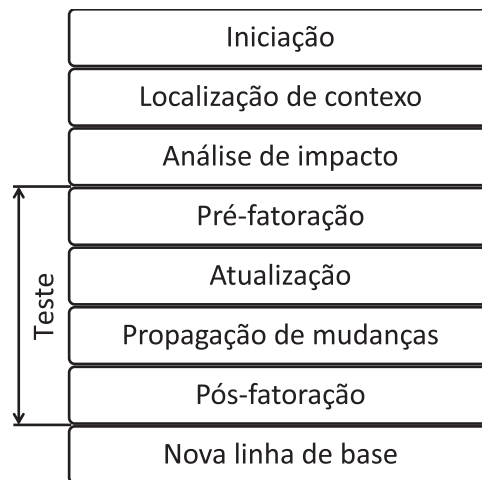 Iniciação
Localização de contexo
Análise de impacto
Pré-fatoração
Atualização
Propagação de mudanças
Pós-fatoração
Nova linha de base
Teste